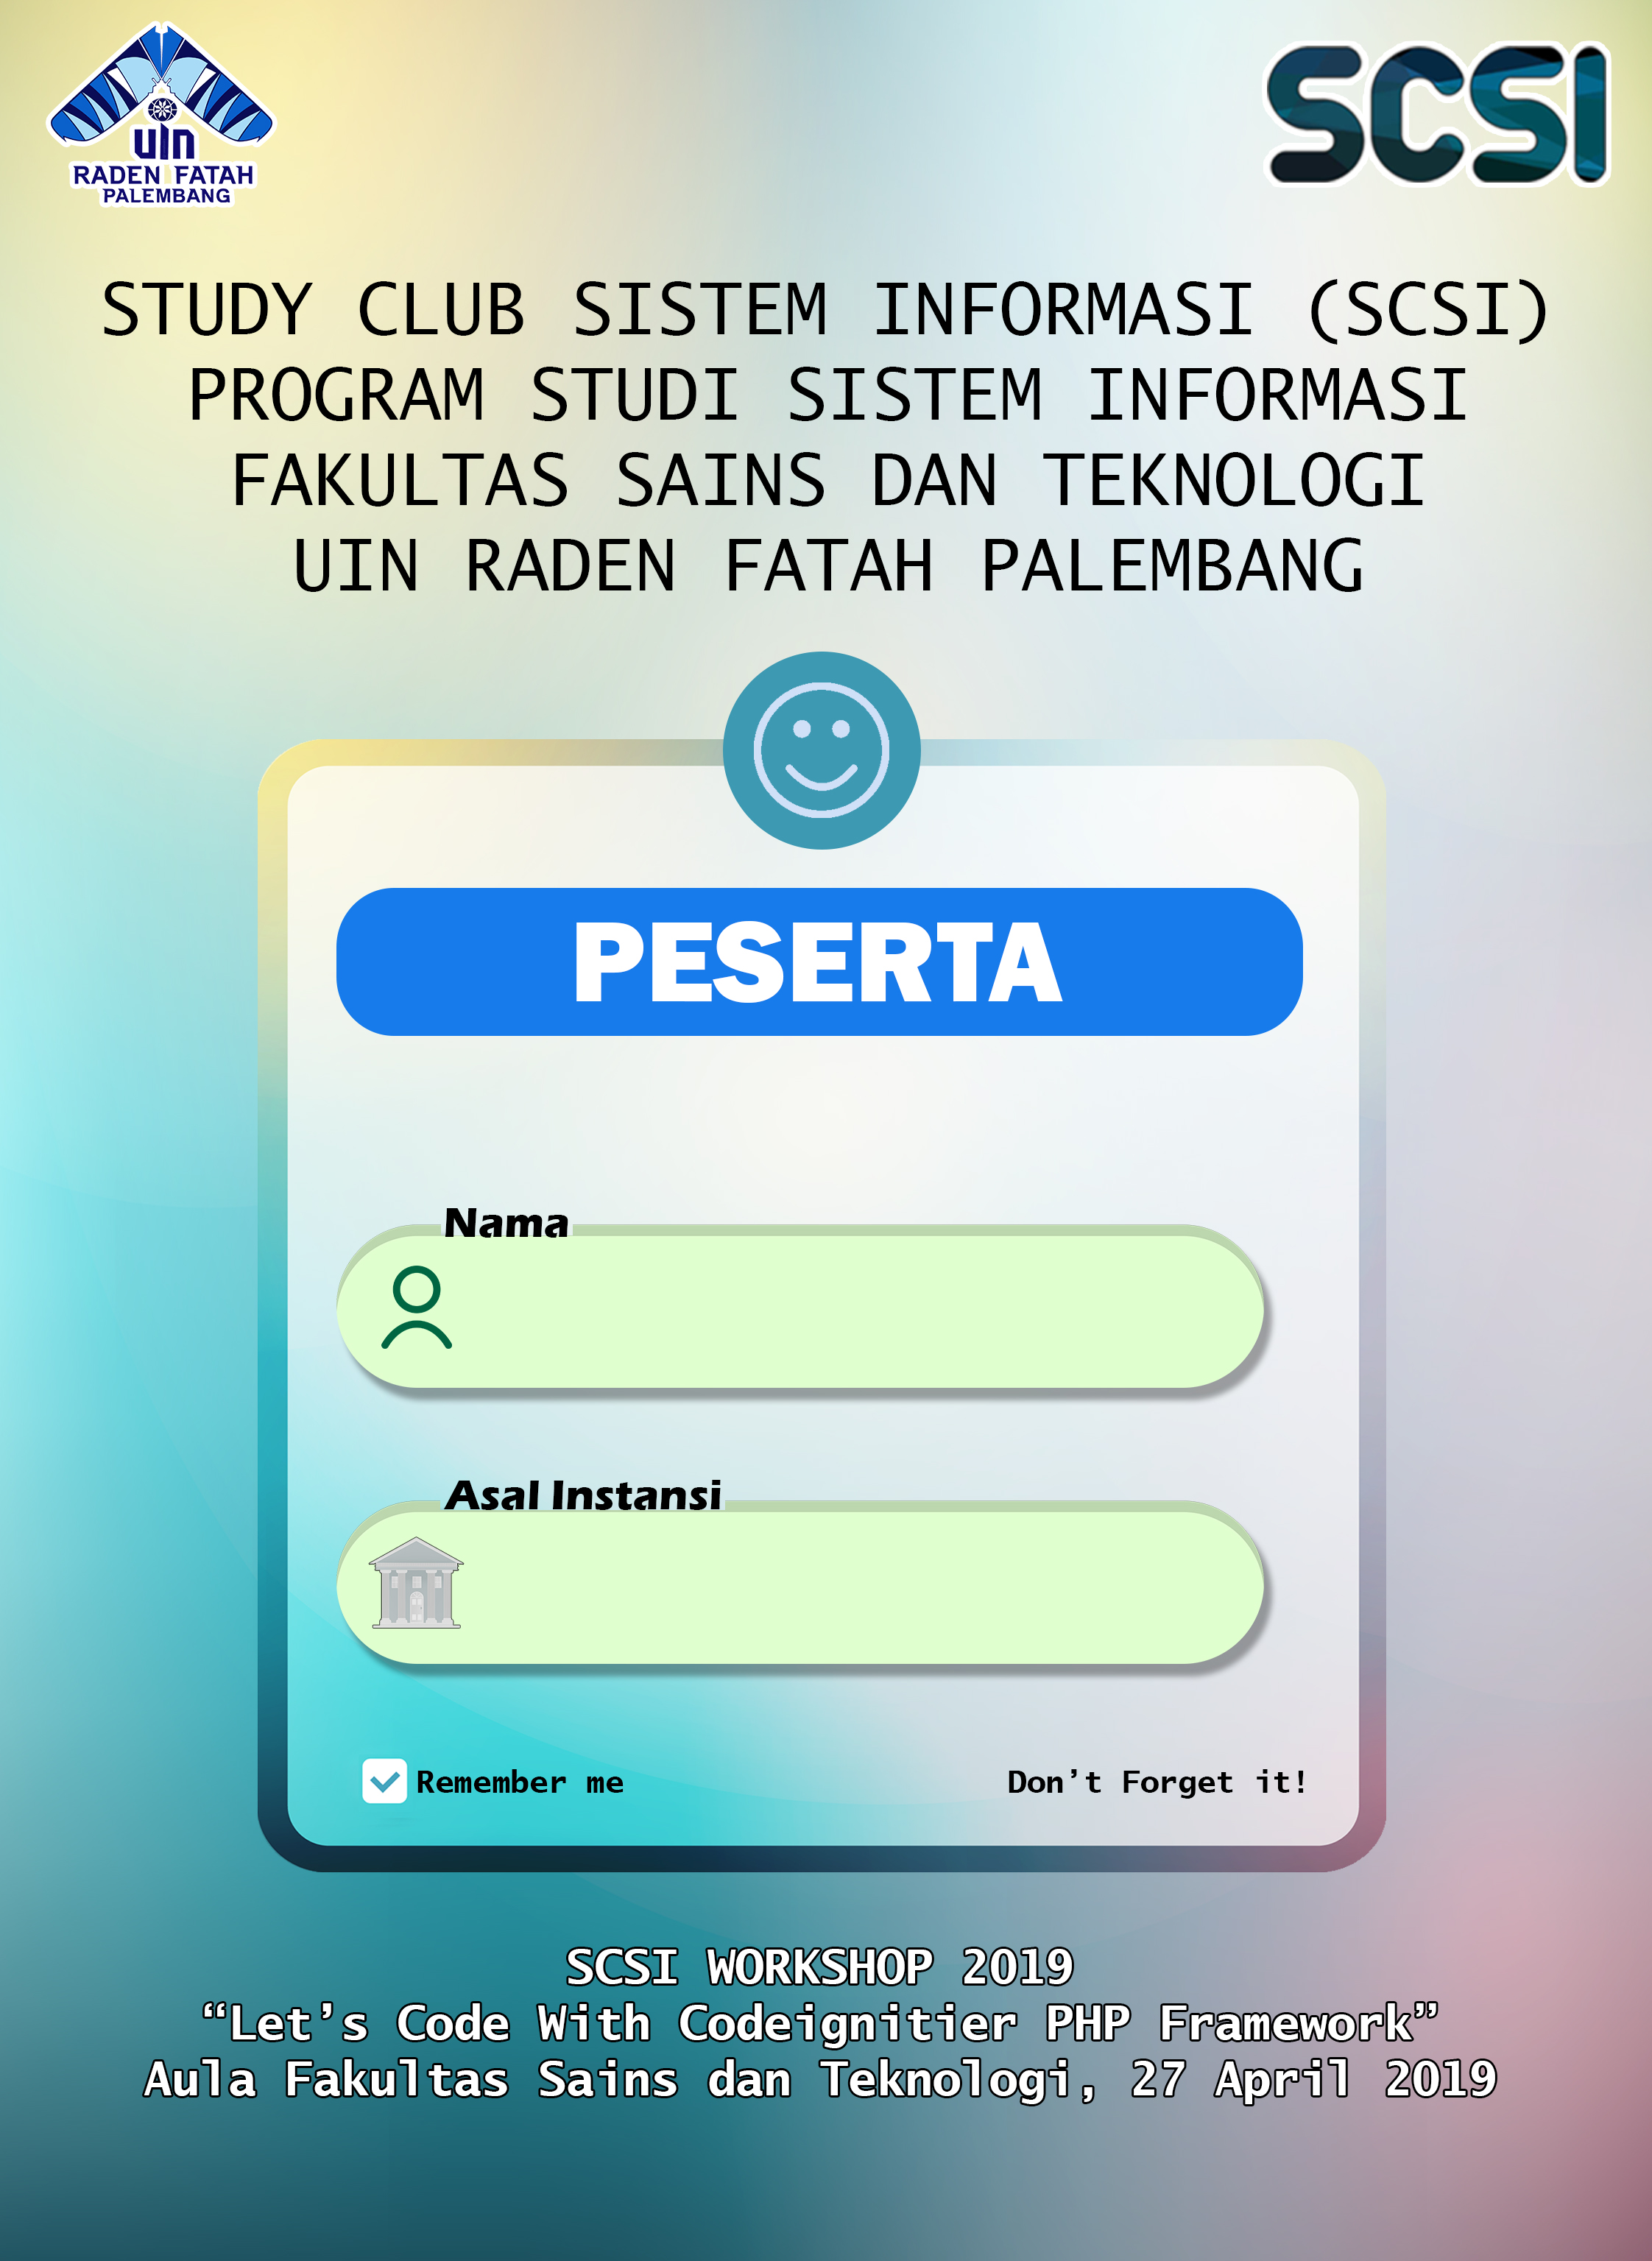 uin
RADEN FATAH
PALEMBANG
SCSI
STUDY CLUB SISTEM INFORMASI (SCSI)
PROGRAM STUDI SISTEM INFORMASI
FAKULTAS SAINS DAN TEKNOLOGI
UIN RADEN FATAH PALEMBANG
PESERTA
Nama
Asal Instansi
Remember me
Don’t Forget it!
SCSI WORKSHOP 2019
“Let’s Code With Codeignitier PHP Framework”
Aula Fakultas Sains dan Teknologi, 27 April 2019